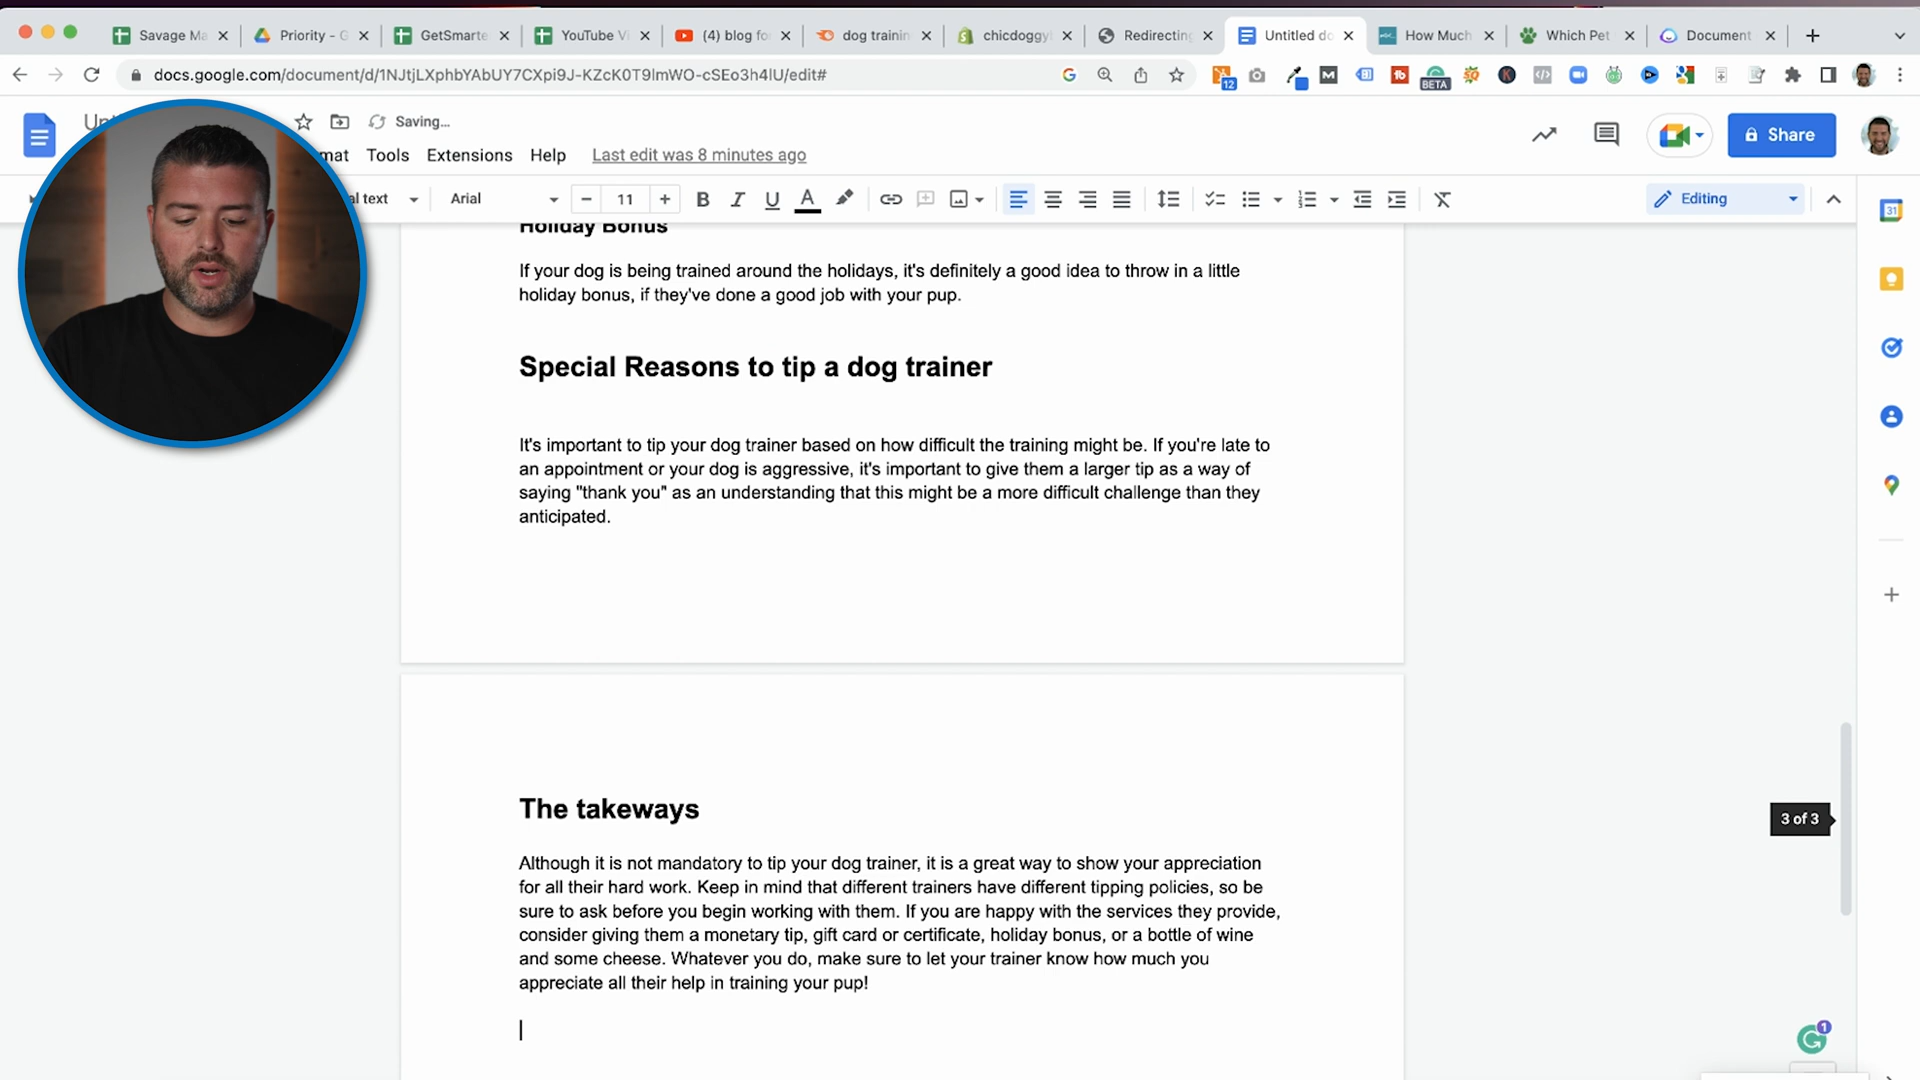 Savage Ma
Priority - G
GetSmarte
YouTube Vi
(4) blog fo
dog trainin
chicdoggyl
Redirecting
Untitled do
How Much
Which Pet
Document
docs.google.com/document/d/1NJtjLXphbYAbUY7CXpi9J-KZcK0T9lmWO-cSEo3h4lU/edit#
12
BETA
Saving...
mat Tools Extensions Help Last edit was 8 minutes ago
Share
al text Arial 11 Editing
31
Holiday Bonus
If your dog is being trained around the holidays, it's definitely a good idea to throw in a little
holiday bonus, if they've done a good job with your pup.
Special Reasons to tip a dog trainer
It's important to tip your dog trainer based on how difficult the training might be. If you're late to
an appointment or your dog is aggressive, it's important to give them a larger tip as a way of
saying "thank you" as an understanding that this might be a more difficult challenge than they
anticipated.
The takeways
3 of 3
Although it is not mandatory to tip your dog trainer, it is a great way to show your appreciation
for all their hard work. Keep in mind that different trainers have different tipping policies, so be
sure to ask before you begin working with them. If you are happy with the services they provide,
consider giving them a monetary tip, gift card or certificate, holiday bonus, or a bottle of wine
and some cheese. Whatever you do, make sure to let your trainer know how much you
appreciate all their help in training your pup!
1